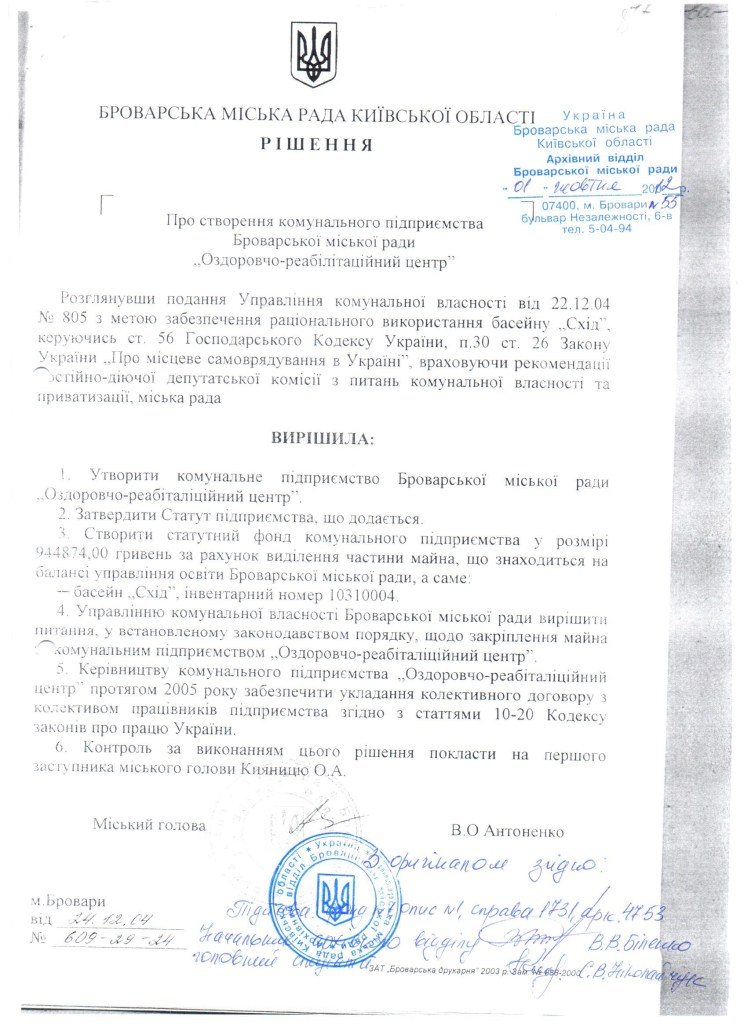 БРОВАРСЬКА МІСЬКА РАДА КИЇВСЬКОЇ ОБЛАСТІ
РІШЕННЯ
Україна
Броварська міська рада
Київської області
Архівний відділ
Броварської міської ради
"01" жовтня 2012 р.
07400, м. Бровари № 55
бульвар Незалежності, 6-в
тел. 5-04-94
Про створення комунального підприємства
Броварської міської ради
„Оздоровчо-реабілітаційний центр"
Розглянувши подання Управління комунальної власності від 22.12.04
№ 805 з метою забезпечення раціонального використання басейну „Схід",
керуючись ст. 56 Господарського Кодексу України, п.30 ст. 26 Закону
України „Про місцеве самоврядування в Україні", враховуючи рекомендації
постійно-діючої депутатської комісії з питань комунальної власності та
приватизації, міська рада
ВИРІШИЛА:
1. Утворити комунальне підприємство Броварської міської ради
„Оздоровчо-реабіталіційний центр".
2. Затвердити Статут підприємства, що додається.
3. Створити статутний фонд комунального підприємства у розмірі
944874,00 гривень за рахунок виділення частини майна, що знаходиться на
балансі управління освіти Броварської міської ради, а саме:
— басейн „Схід", інвентарний номер 10310004.
4. Управлінню комунальної власності Броварської міської ради вирішити
питання, у встановленому законодавством порядку, щодо закріплення майна
комунальним підприємством „Оздоровчо-реабіталіційний центр".
5. Керівництву комунального підприємства „Оздоровчо-реабіталіційний
центр" протягом 2005 року забезпечити укладання колективного договору з
колективом працівників підприємства згідно з статтями 10-20 Кодексу
законів про працю України.
6. Контроль за виконанням цього рішення покласти на першого
заступника міського голови Кияницю О.А.
Міський голова В.О Антоненко
З оригіналом згідно:
м.Бровари
від 24.12.04
№ 609-29-24
Підстава: опис №1, справа 1731, арк. 47-53
Начальник відділу В.В.Біленко
головний С.В.Ніколайчук
ЗАТ „Броварська друкарня" 2003 р. Зам. № 688-2000